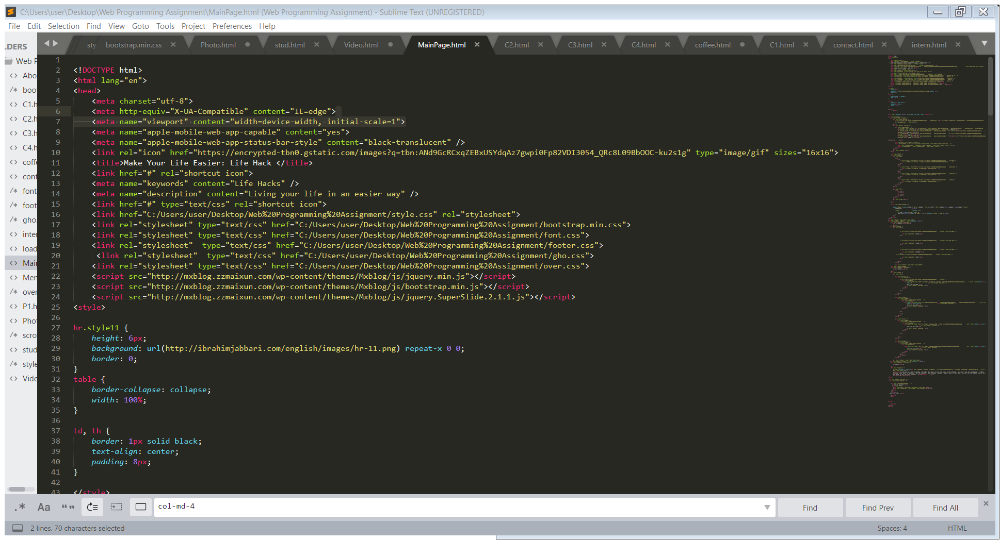 C:\Users\user\Desktop\Web Programming Assignment\MainPage.html (Web Programming Assignment) - Sublime Text (UNREGISTERED)
File Edit Selection Find View Goto Tools Project Preferences Help
LDERS
sty bootstrap.min.css Photo.html stud.html Video.html MainPage.html C2.html C3.html C4.html coffee.html C1.html contact.html intern.html
Web P
<> Abo
/* boot
<> C1.h
<> C2.h
<> C3.h
<> C4.h
<> coffe
<> cont
/* font
/* foot
/* gho.
<> inter
<> load
<> Main
<> Men
/* over
<> P1.h
<> Phot
/* scro
<> stud
/* style
<> Vide
1
2 <!DOCTYPE html>
3 <html lang="en">
4 <head>
5 <meta charset="utf-8">
6 <meta http-equiv="X-UA-Compatible" content="IE=edge">
7 <meta name="viewport" content="width=device-width, initial-scale=1">
8 <meta name="apple-mobile-web-app-capable" content="yes">
9 <meta name="apple-mobile-web-app-status-bar-style" content="black-translucent" />
10 <link rel="icon" href="https://encrypted-tbn0.gstatic.com/images?q=tbn:ANd9GcRCxqZEBxUSYdqAz7gwpi0Fp82VDI3054_QRc8L09BbOOC-ku2s1g" type="image/gif" sizes="16x16">
11 <title>Make Your Life Easier: Life Hack </title>
12 <link href="#" rel="shortcut icon">
13 <meta name="keywords" content="Life Hacks" />
14 <meta name="description" content="Living your life in an easier way" />
15 <link href="#" type="text/css" rel="shortcut icon">
16 <link href="C:/Users/user/Desktop/Web%20Programming%20Assignment/style.css" rel="stylesheet">
17 <link rel="stylesheet" type="text/css" href="C:/Users/user/Desktop/Web%20Programming%20Assignment/bootstrap.min.css">
18 <link rel="stylesheet" type="text/css" href="C:/Users/user/Desktop/Web%20Programming%20Assignment/font.css">
19 <link rel="stylesheet"  type="text/css" href="C:/Users/user/Desktop/Web%20Programming%20Assignment/footer.css">
20 <link rel="stylesheet"  type="text/css" href="C:/Users/user/Desktop/Web%20Programming%20Assignment/gho.css">
21 <link rel="stylesheet" type="text/css" href="C:/Users/user/Desktop/Web%20Programming%20Assignment/over.css">
22 <script src="http://mxblog.zzmaixun.com/wp-content/themes/Mxblog/js/jquery.min.js"></script>
23 <script src="http://mxblog.zzmaixun.com/wp-content/themes/Mxblog/js/bootstrap.min.js"></script>
24 <script src="http://mxblog.zzmaixun.com/wp-content/themes/Mxblog/js/jquery.SuperSlide.2.1.1.js"></script>
25 <style>
26
27 hr.style11 {
28 height: 6px;
29 background: url(http://ibrahimjabbari.com/english/images/hr-11.png) repeat-x 0 0;
30 border: 0;
31 }
32 table {
33 border-collapse: collapse;
34 width: 100%;
35 }
36
37 td, th {
38 border: 1px solid black;
39 text-align: center;
40 padding: 8px;
41 }
42
43 </style>
.* Aa “” col-md-4 Find Find Prev Find All
2 lines, 70 characters selected Spaces: 4 HTML